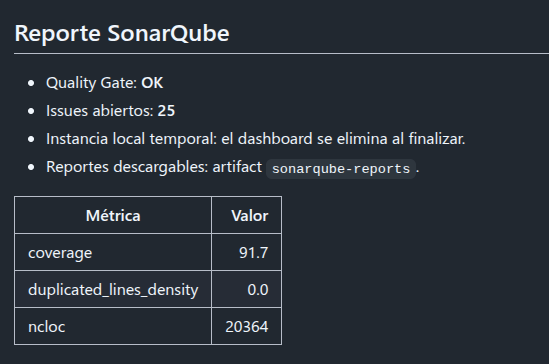 Reporte SonarQube
Quality Gate: OK
Issues abiertos: 25
Instancia local temporal: el dashboard se elimina al finalizar.
Reportes descargables: artifact sonarqube-reports.
Métrica Valor
coverage 91.7
duplicated_lines_density 0.0
ncloc 20364